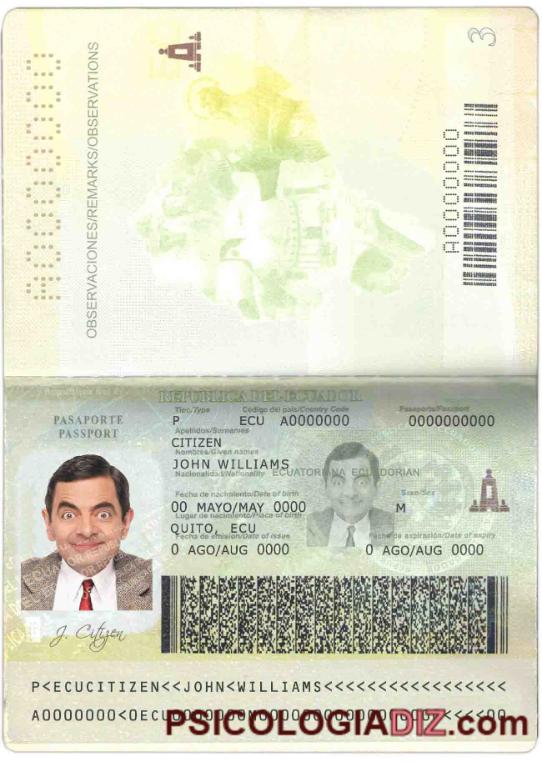 A0000000
OBSERVACIONES/REMARKS/OBSERVATIONS
A0000000
3
REPUBLICA DEL ECUADOR
PASAPORTE
PASSPORT
Tipo/Type Código del país/Country Code Pasaporte/Passport
P ECU A0000000 0000000000
Apellidos/Surnames
CITIZEN
Nombres/Given names
JOHN WILLIAMS
Nacionalidad/Nationality ECUATORIANA ECUADORIAN
Fecha de nacimiento/Date of birth Sexo/Sex
00 MAYO/MAY 0000 M
Lugar de nacimiento/Place of birth
QUITO, ECU
Fecha de emisión/Date of issue Fecha de expiración/Date of expiry
0 AGO/AUG 0000 0 AGO/AUG 0000
J. Citizen
P<ECUCITIZEN<<JOHN<WILLIAMS<<<<<<<<<<<<<<<<<
PSICOLOGIADIZ.com